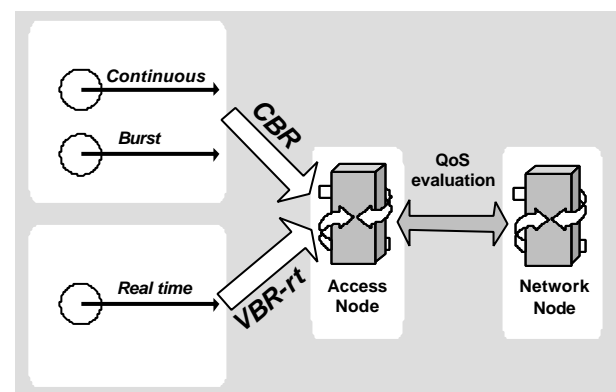 Continuous
Burst
CBR
Real time
VBR-rt
QoS
evaluation
Access
Node
Network
Node